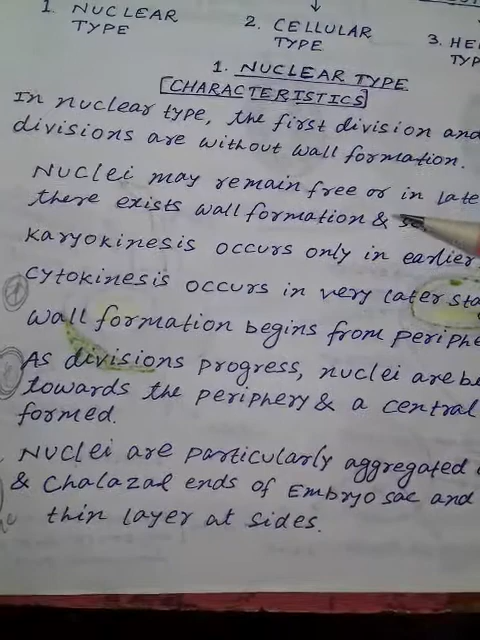 1. NUCLEAR TYPE
2. CELLULAR TYPE
3. HE
TYP
1. NUCLEAR TYPE
[CHARACTERISTICS]
In nuclear type, the first division and
divisions are without wall formation.
Nuclei may remain free or in late
there exists wall formation &
Karyokinesis occurs only in earlier
Cytokinesis occurs in very later sta
Wall formation begins from periphe
As divisions progress, nuclei are be
towards the periphery & a central
formed.
Nuclei are particularly aggregated
& Chalazal ends of Embryo sac and
thin layer at sides.